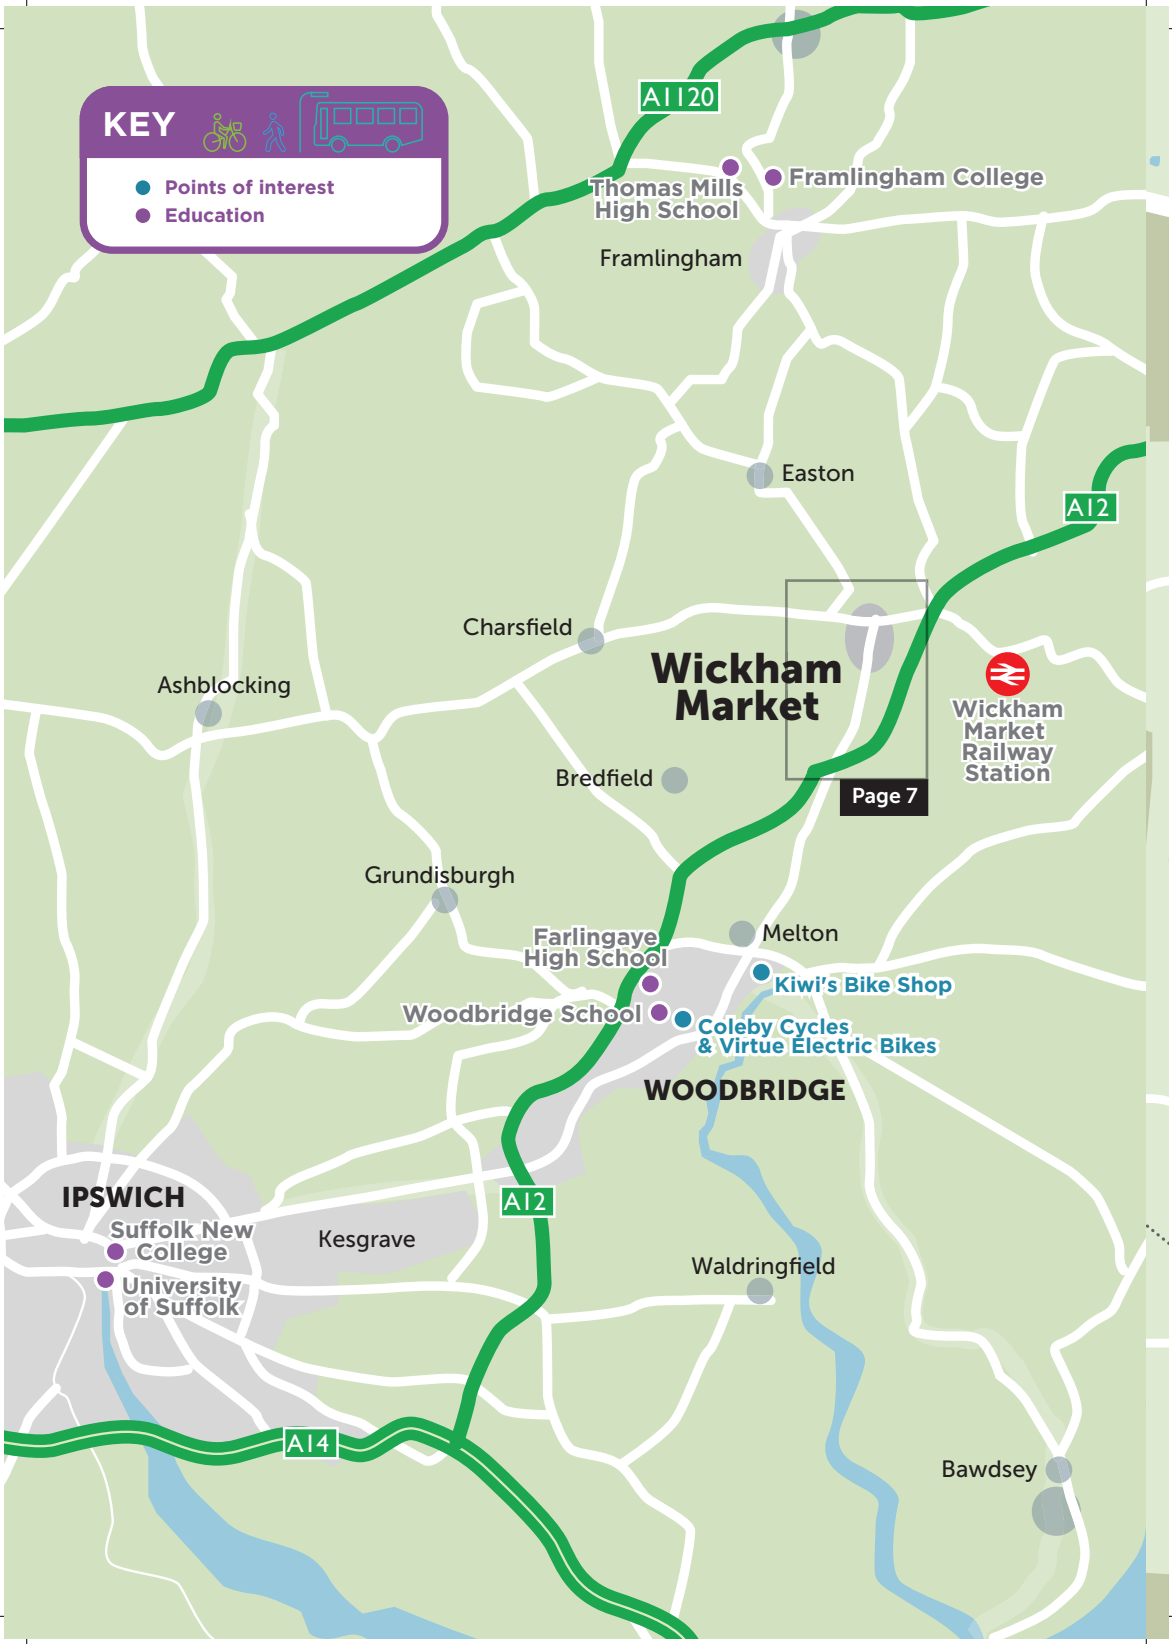 A1120
KEY
Points of interest
Education
Thomas Mills
High School
Framlingham College
Framlingham
Easton
A12
Charsfield
Wickham
Market
Ashblocking
Wickham
Market
Railway
Station
Bredfield
Page 7
Grundisburgh
Farlingaye
High School
Melton
Kiwi's Bike Shop
Woodbridge School
Coleby Cycles
& Virtue Electric Bikes
WOODBRIDGE
IPSWICH
A12
Suffolk New
College
Kesgrave
University
of Suffolk
Waldringfield
A14
Bawdsey